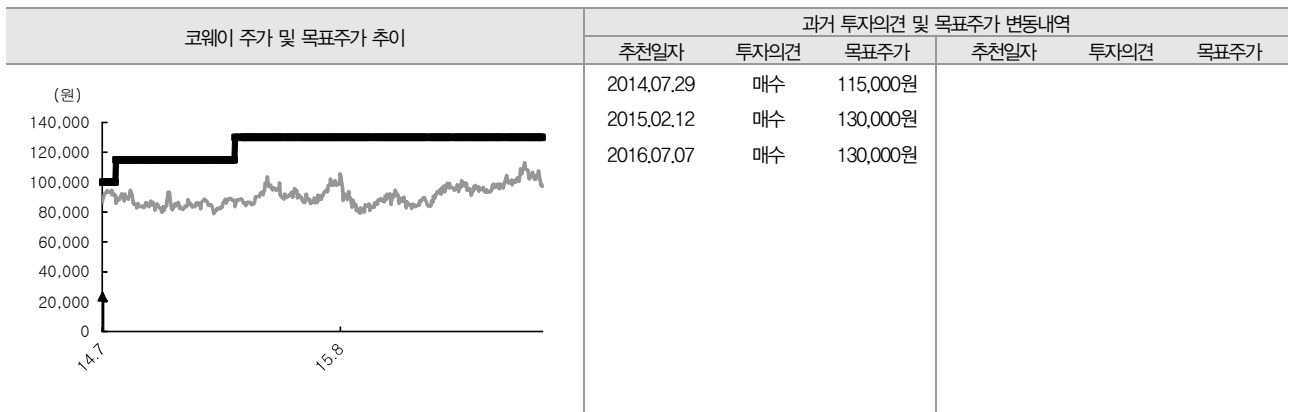 코웨이 주가 및 목표주가 추이
과거 투자의견 및 목표주가 변동내역
추천일자 투자의견 목표주가 추천일자 투자의견 목표주가
2014.07.29 매수 115,000원
2015.02.12 매수 130,000원
2016.07.07 매수 130,000원
(원)
140,000
120,000
100,000
80,000
60,000
40,000
20,000
0
14.7
15.8